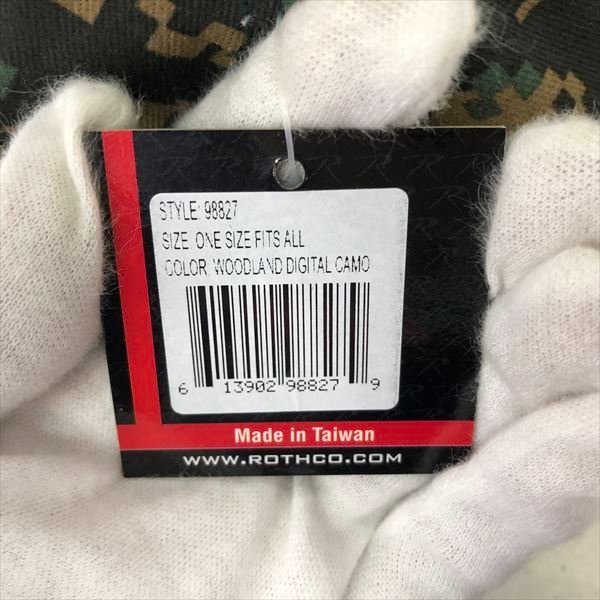 STYLE: 98827
SIZE ONE SIZE FITS ALL
COLOR WOODLAND DIGITAL CAMO
6 13902 98827 9
Made in Taiwan
WWW.ROTHCO.COM